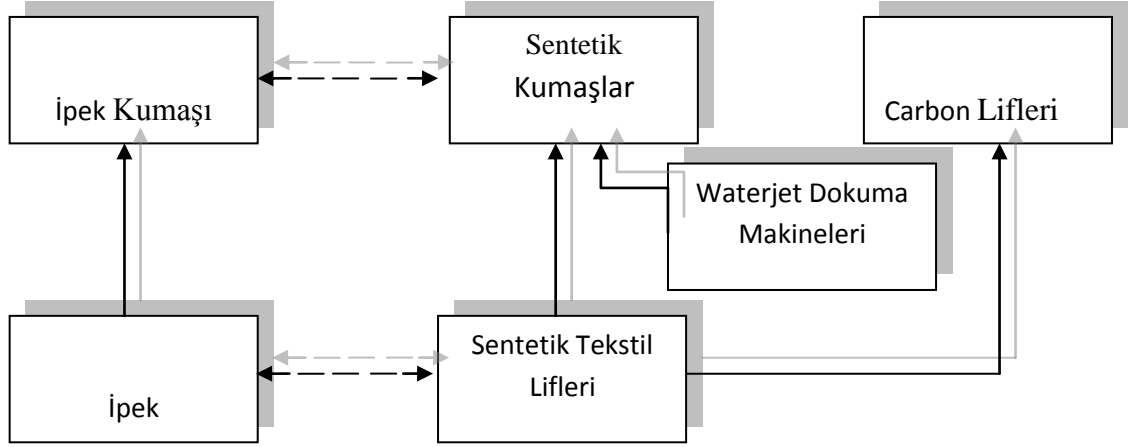 İpek Kumaşı
Sentetik
Kumaşlar
Carbon Lifleri
Waterjet Dokuma
Makineleri
İpek
Sentetik Tekstil
Lifleri